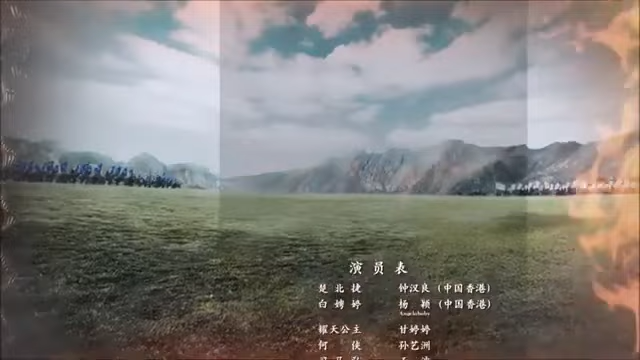 演员表
楚北捷 钟汉良(中国香港)
白娉婷 杨颖(中国香港)
Angelababy
耀天公主 甘婷婷
何侠 孙艺洲